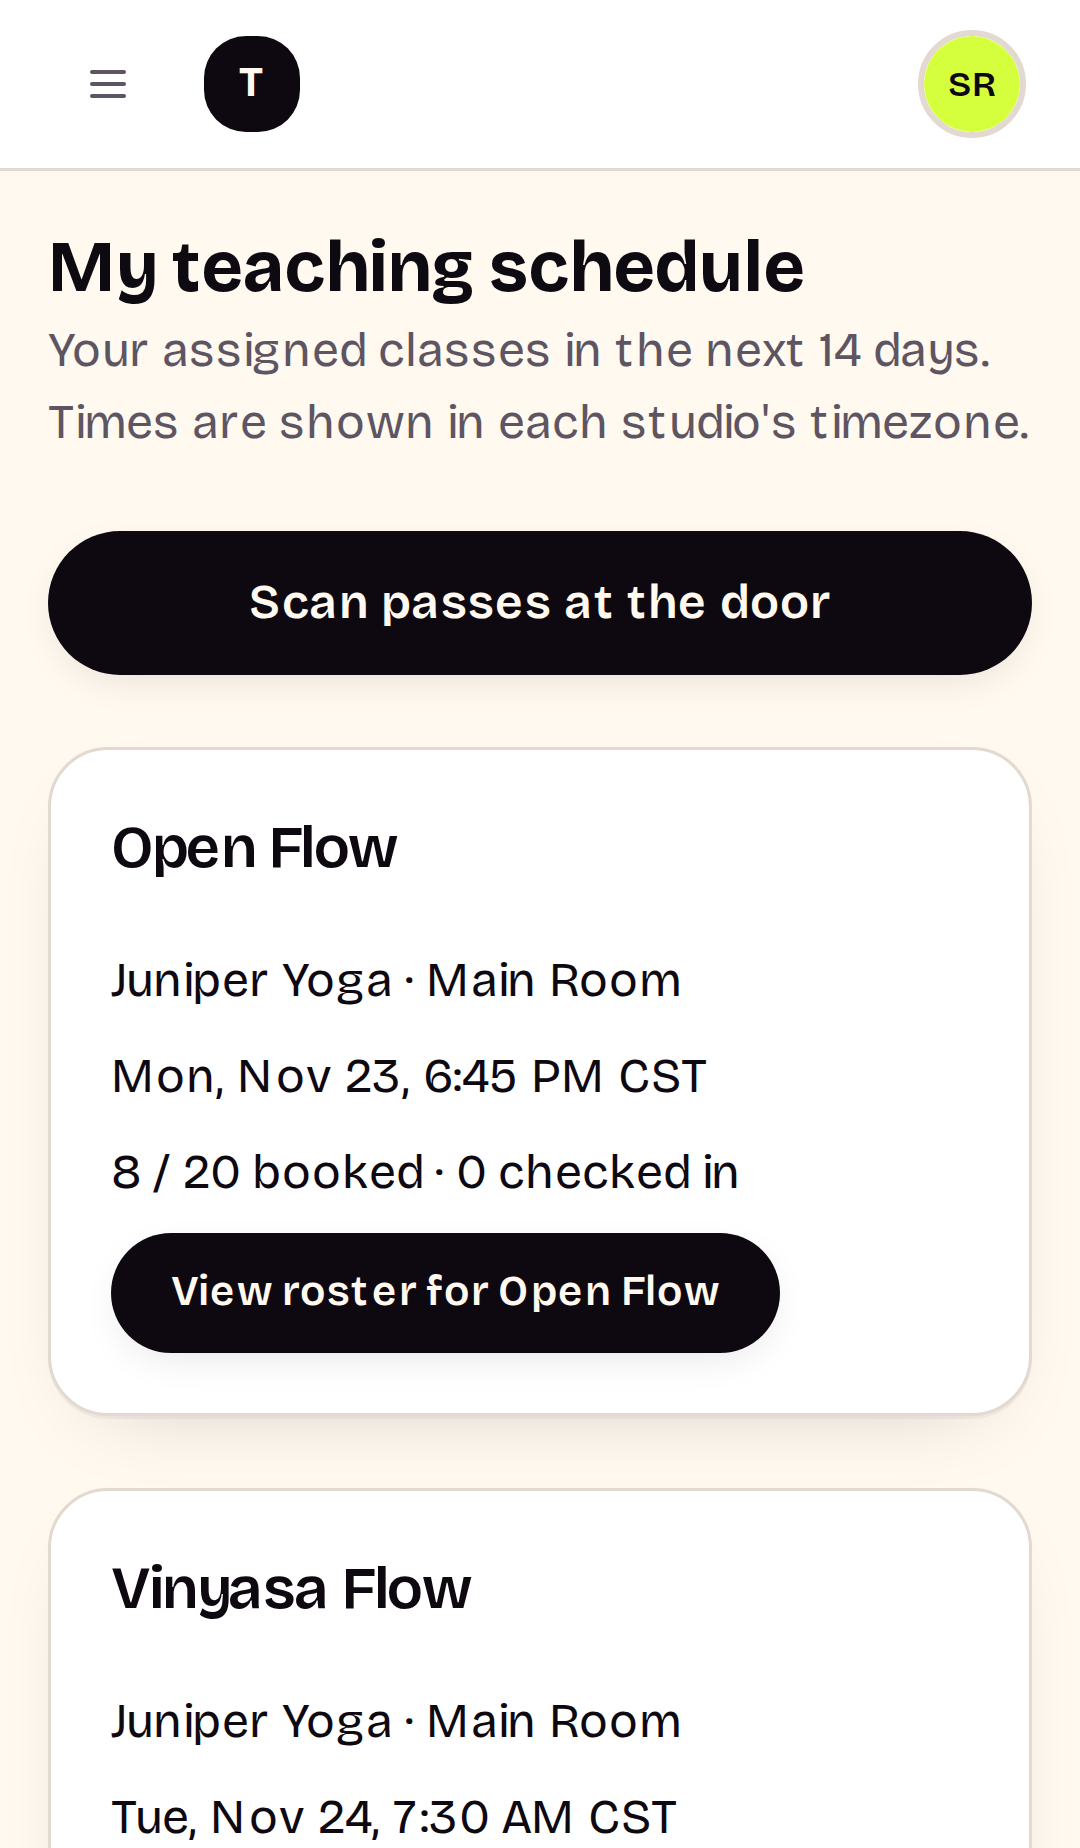 T
SR
My teaching schedule
Your assigned classes in the next 14 days.
Times are shown in each studio's timezone.
Scan passes at the door
Open Flow
Juniper Yoga · Main Room
Mon, Nov 23, 6:45 PM CST
8 / 20 booked · 0 checked in
View roster for Open Flow
Vinyasa Flow
Juniper Yoga · Main Room
Tue, Nov 24, 7:30 AM CST